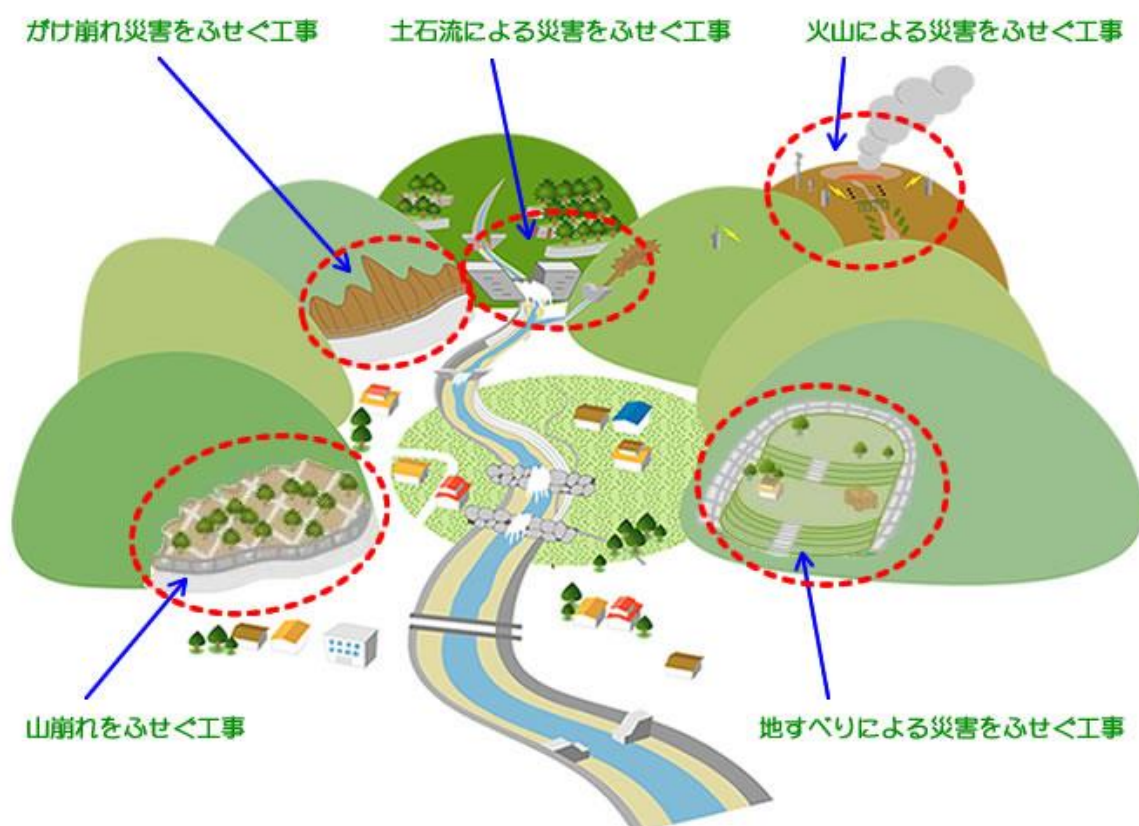 がけ崩れ災害をふせぐ工事
土石流による災害をふせぐ工事
火山による災害をふせぐ工事
山崩れをふせぐ工事
地すべりによる災害をふせぐ工事